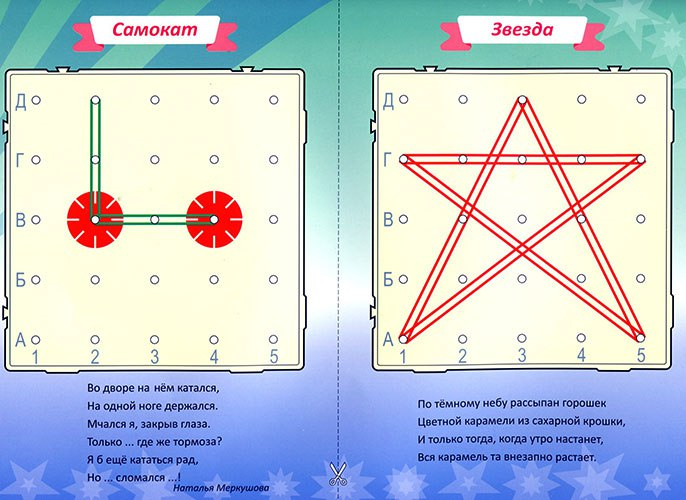 Самокат
Д
Г
В
Б
А
1 2 3 4 5
Во дворе на нём катался,
На одной ноге держался.
Мчался я, закрыв глаза.
Только ... где же тормоза?
Я б ещё кататься рад,
Но ... сломался ...!
Наталья Меркушова
Звезда
Д
Г
В
Б
А
1 2 3 4 5
По тёмному небу рассыпан горошек
Цветной карамели из сахарной крошки,
И только тогда, когда утро настанет,
Вся карамель та внезапно растает.